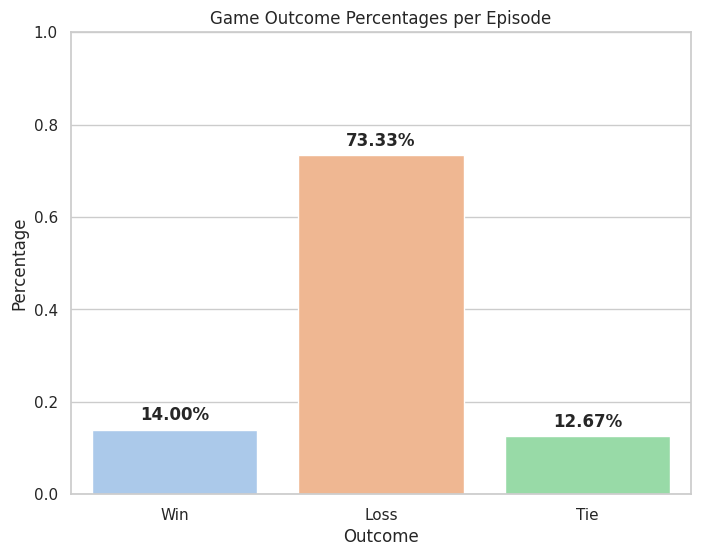 Game Outcome Percentages per Episode
1.0
0.8
0.6
0.4
0.2
0.0
Percentage
14.00%
73.33%
12.67%
Win
Loss
Tie
Outcome